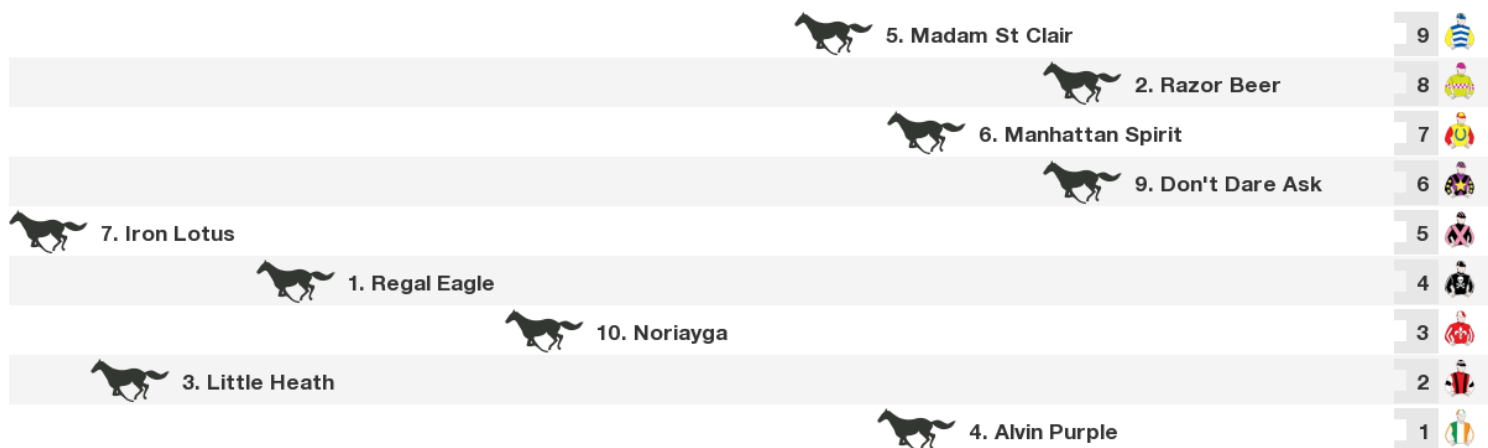 5. Madam St Clair 9
2. Razor Beer 8
6. Manhattan Spirit 7
9. Don't Dare Ask 6
7. Iron Lotus 5
1. Regal Eagle 4
10. Noriayga 3
3. Little Heath 2
4. Alvin Purple 1